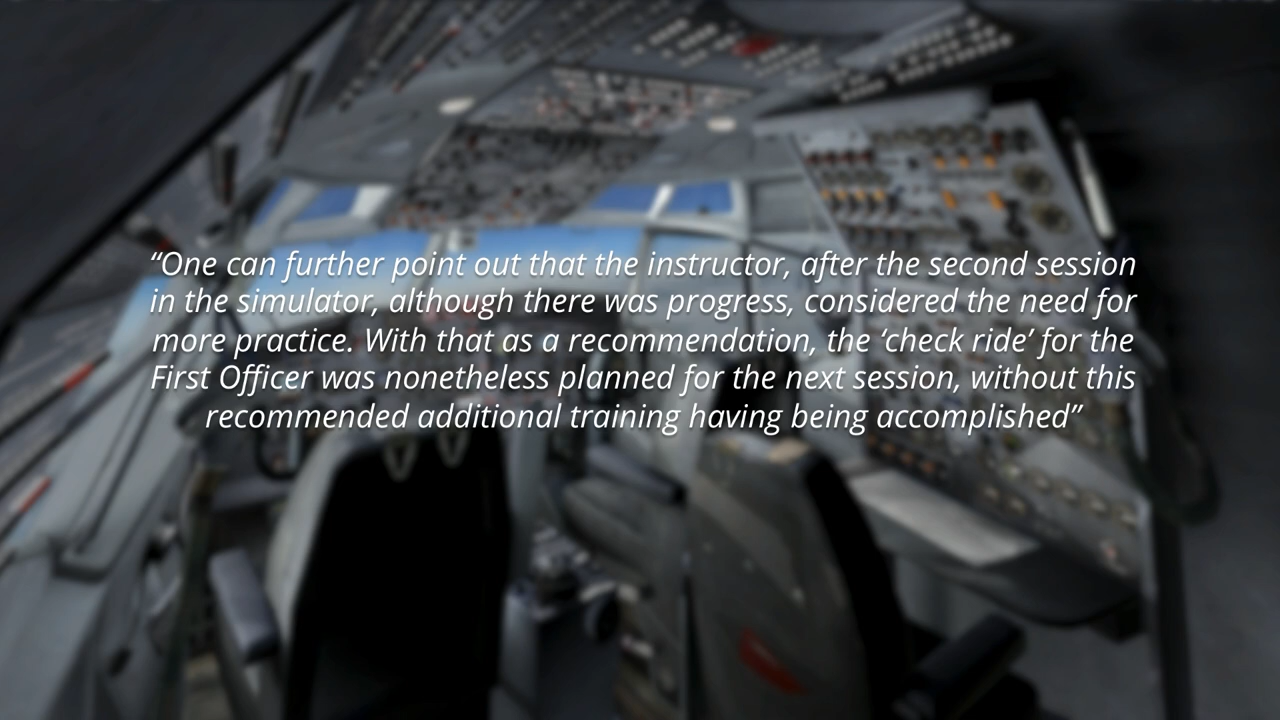 “One can further point out that the instructor, after the second session
in the simulator, although there was progress, considered the need for
more practice. With that as a recommendation, the ‘check ride’ for the
First Officer was nonetheless planned for the next session, without this
recommended additional training having being accomplished”